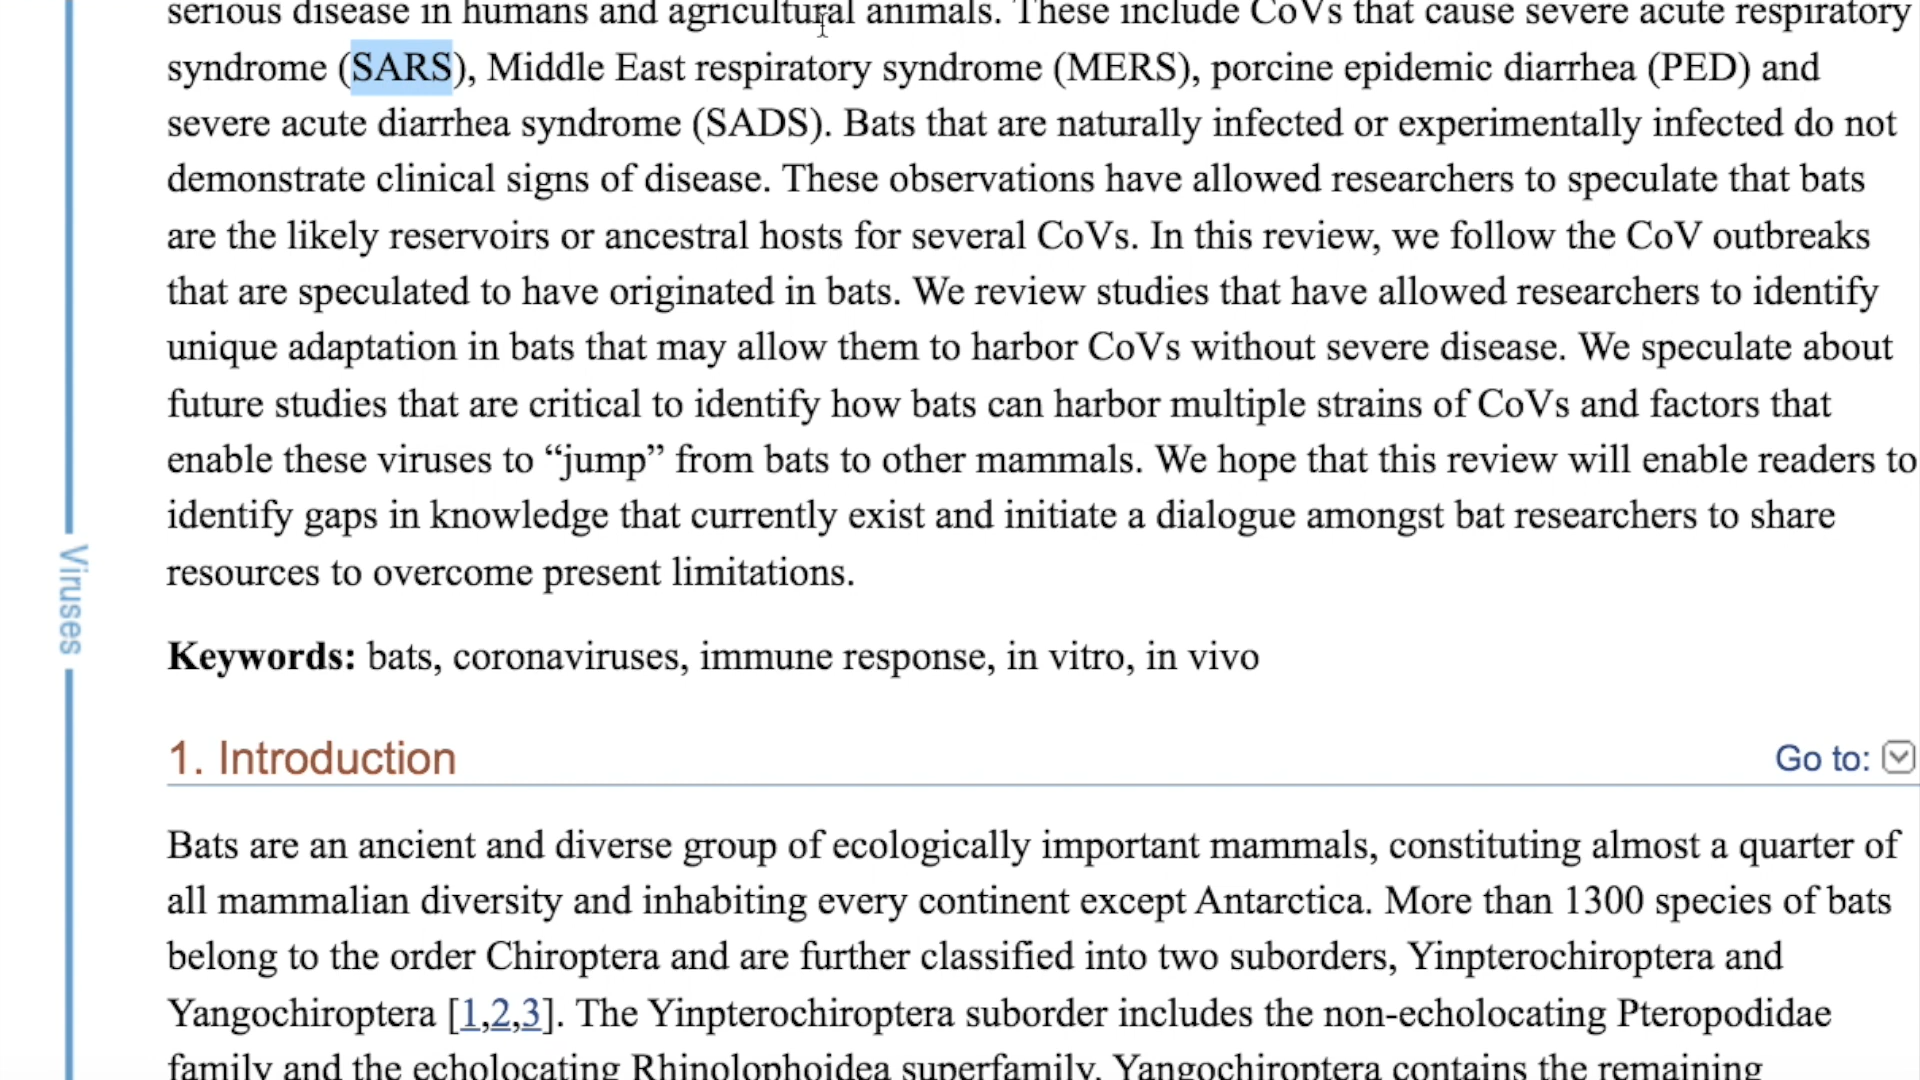 serious disease in humans and agricultural animals. These include CoVs that cause severe acute respiratory
syndrome (SARS), Middle East respiratory syndrome (MERS), porcine epidemic diarrhea (PED) and
severe acute diarrhea syndrome (SADS). Bats that are naturally infected or experimentally infected do not
demonstrate clinical signs of disease. These observations have allowed researchers to speculate that bats
are the likely reservoirs or ancestral hosts for several CoVs. In this review, we follow the CoV outbreaks
that are speculated to have originated in bats. We review studies that have allowed researchers to identify
unique adaptation in bats that may allow them to harbor CoVs without severe disease. We speculate about
future studies that are critical to identify how bats can harbor multiple strains of CoVs and factors that
enable these viruses to “jump” from bats to other mammals. We hope that this review will enable readers to
identify gaps in knowledge that currently exist and initiate a dialogue amongst bat researchers to share
resources to overcome present limitations.
Viruses
Keywords: bats, coronaviruses, immune response, in vitro, in vivo
1. Introduction
Go to:
Bats are an ancient and diverse group of ecologically important mammals, constituting almost a quarter of
all mammalian diversity and inhabiting every continent except Antarctica. More than 1300 species of bats
belong to the order Chiroptera and are further classified into two suborders, Yinpterochiroptera and
Yangochiroptera [1,2,3]. The Yinpterochiroptera suborder includes the non-echolocating Pteropodidae
family and the echolocating Rhinolophoidea superfamily. Yangochiroptera contains the remaining